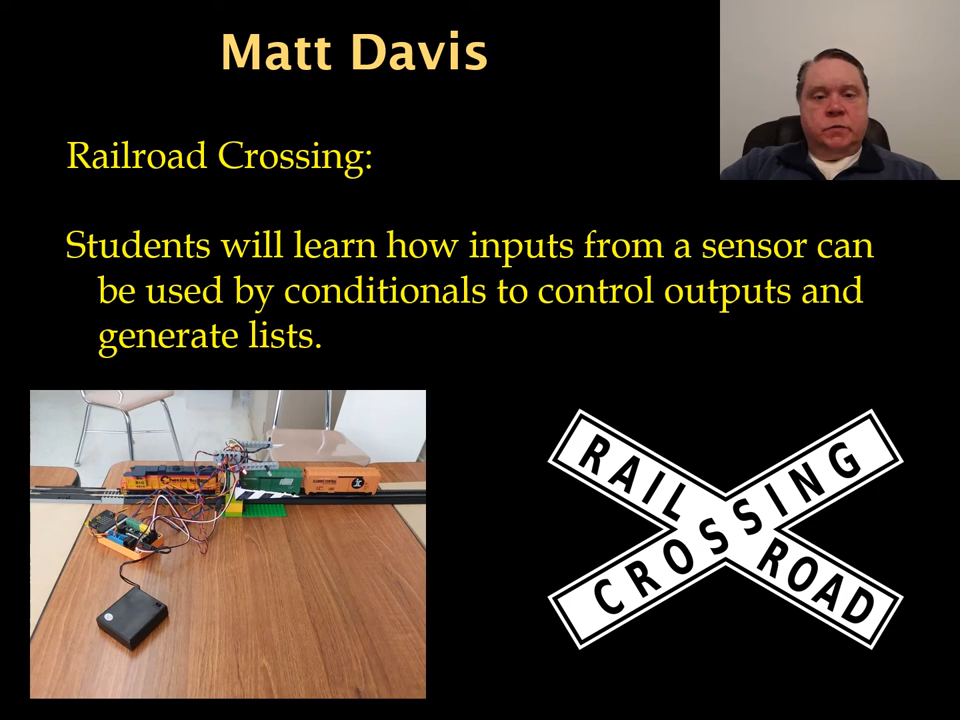 Matt Davis
Railroad Crossing:
Students will learn how inputs from a sensor can
be used by conditionals to control outputs and
generate lists.
RAIL ROAD
CROSSING